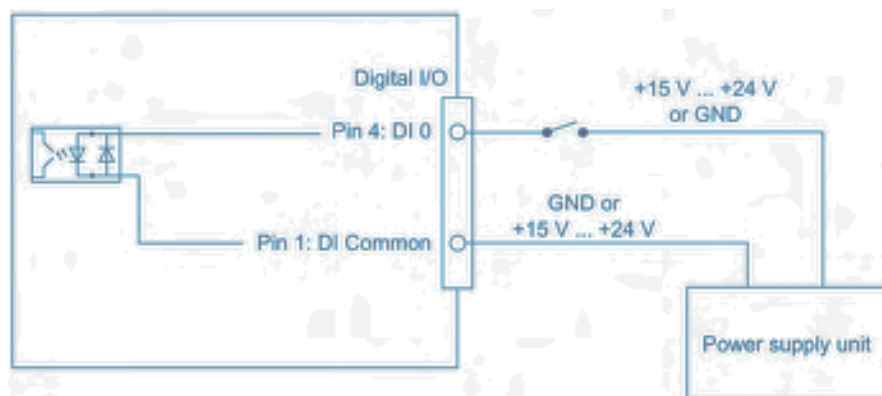 Digital I/O
+15 V ... +24 V
or GND
Pin 4: DI 0
GND or
+15 V ... +24 V
Pin 1: DI Common
Power supply unit